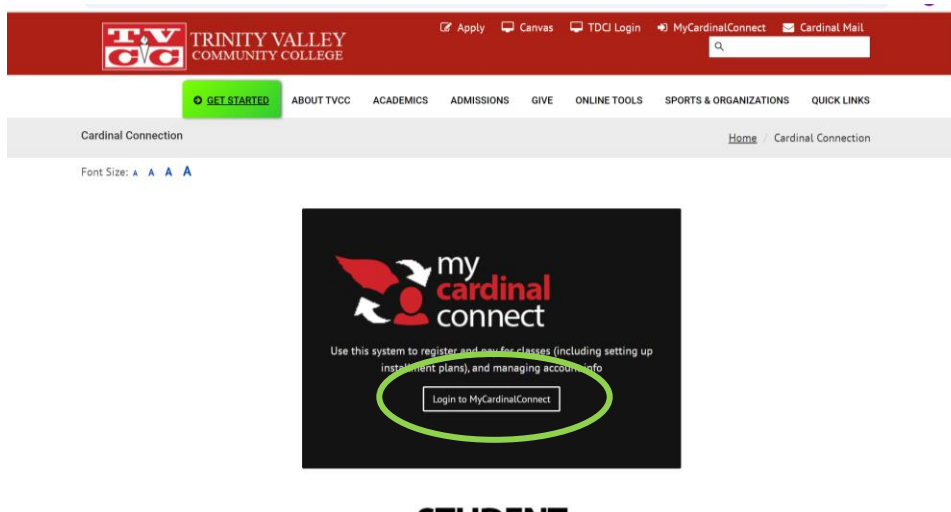 Apply Canvas TDCJ Login MyCardinalConnect Cardinal Mail
TVCC
TRINITY VALLEY
COMMUNITY COLLEGE
GET STARTED ABOUT TVCC ACADEMICS ADMISSIONS GIVE ONLINE TOOLS SPORTS & ORGANIZATIONS QUICK LINKS
Cardinal Connection
Home / Cardinal Connection
Font Size: A A A A
my
cardinal
connect
Use this system to register and pay for classes (including setting up
installment plans), and managing account info
Login to MyCardinalConnect
STUDENT